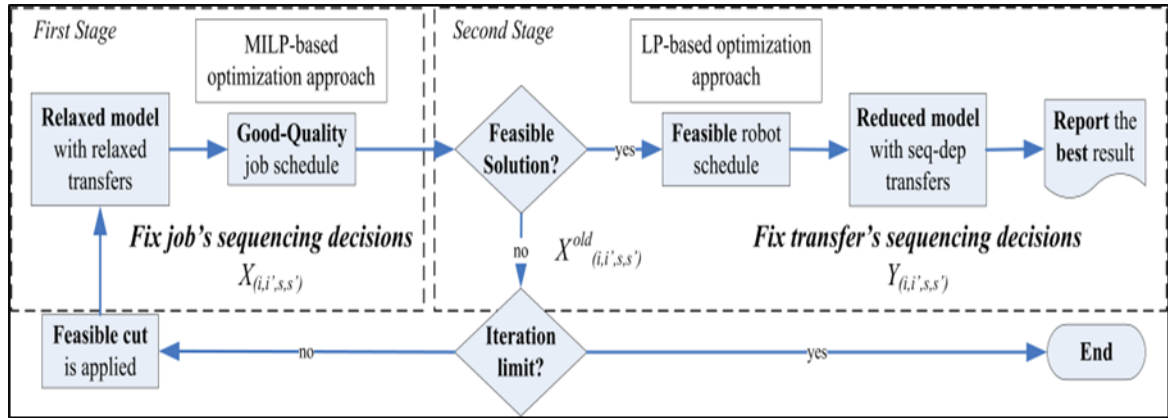 First Stage
MILP-based
optimization approach
Relaxed model
with relaxed
transfers
Good-Quality
job schedule
Fix job's sequencing decisions
X(i,i',s,s')
Second Stage
LP-based optimization
approach
Feasible
Solution?
yes
Feasible robot
schedule
Reduced model
with seq-dep
transfers
Report the
best result
no
X^old(i,i',s,s')
Fix transfer's sequencing decisions
Y(i,i',s,s')
Feasible cut
is applied
no
Iteration
limit?
yes
End